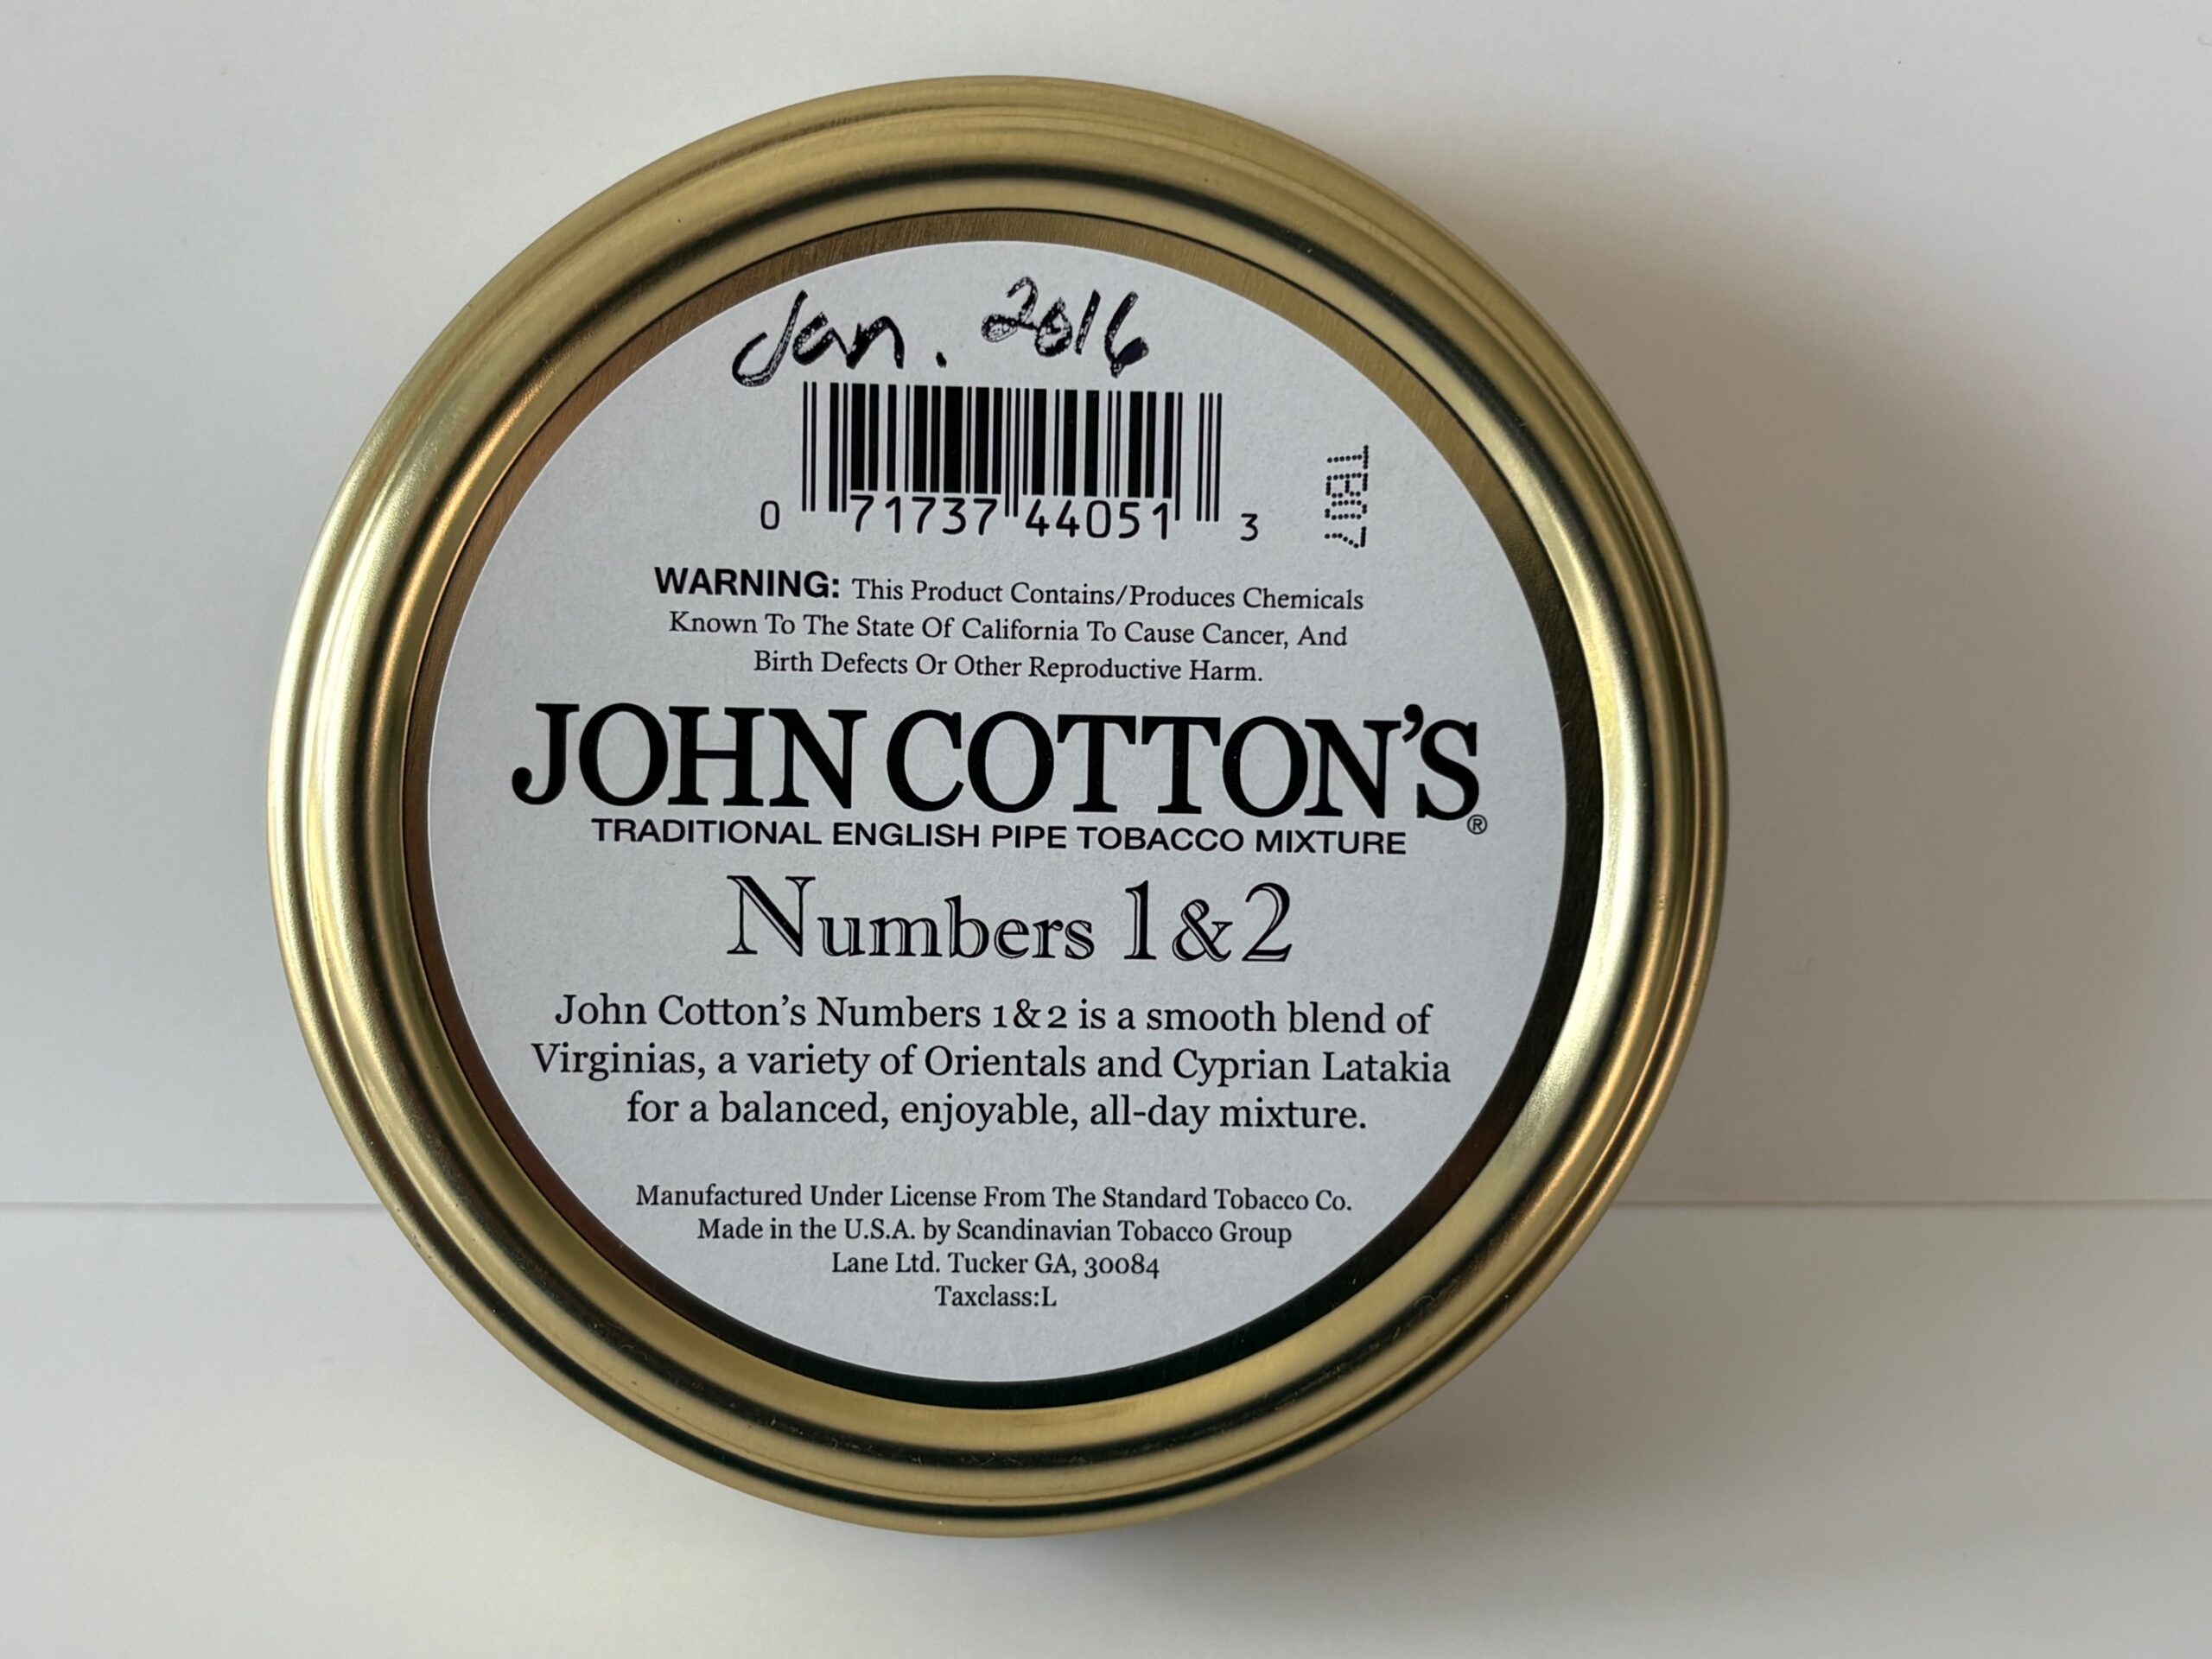 Jan. 2016
0 71737 44051 3
TB07
WARNING: This Product Contains/Produces Chemicals
Known To The State Of California To Cause Cancer, And
Birth Defects Or Other Reproductive Harm.
JOHN COTTON'S®
TRADITIONAL ENGLISH PIPE TOBACCO MIXTURE
Numbers 1&2
John Cotton's Numbers 1&2 is a smooth blend of
Virginias, a variety of Orientals and Cyprian Latakia
for a balanced, enjoyable, all-day mixture.
Manufactured Under License From The Standard Tobacco Co.
Made in the U.S.A. by Scandinavian Tobacco Group
Lane Ltd. Tucker GA, 30084
Taxclass:L